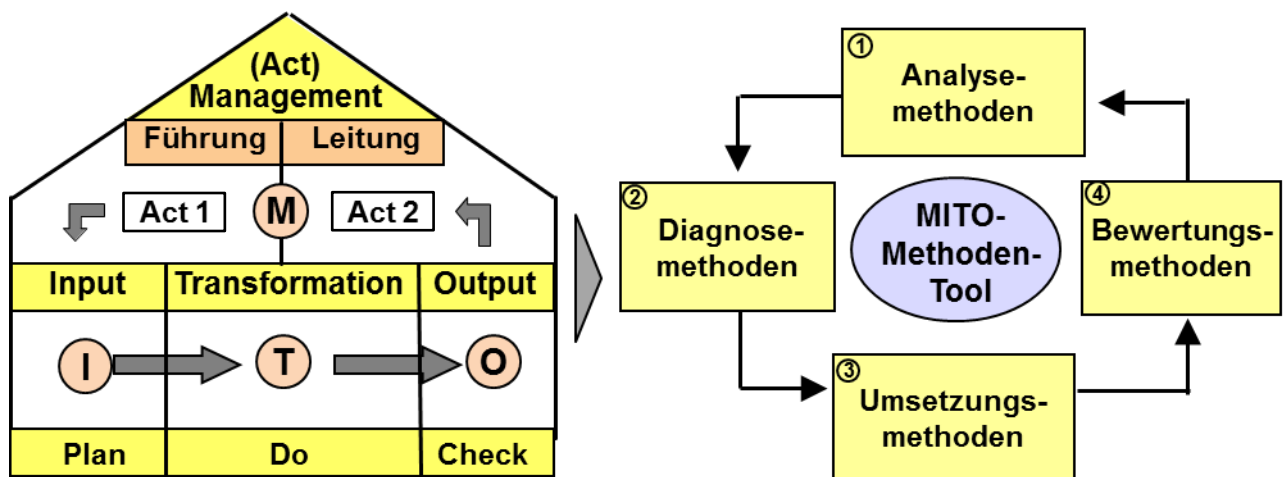 (Act)
Management
Führung Leitung
Act 1 M Act 2
Input Transformation Output
I T O
Plan Do Check
①
Analyse-
methoden
②
Diagnose-
methoden
③
Umsetzungs-
methoden
④
Bewertungs-
methoden
MITO-
Methoden-
Tool